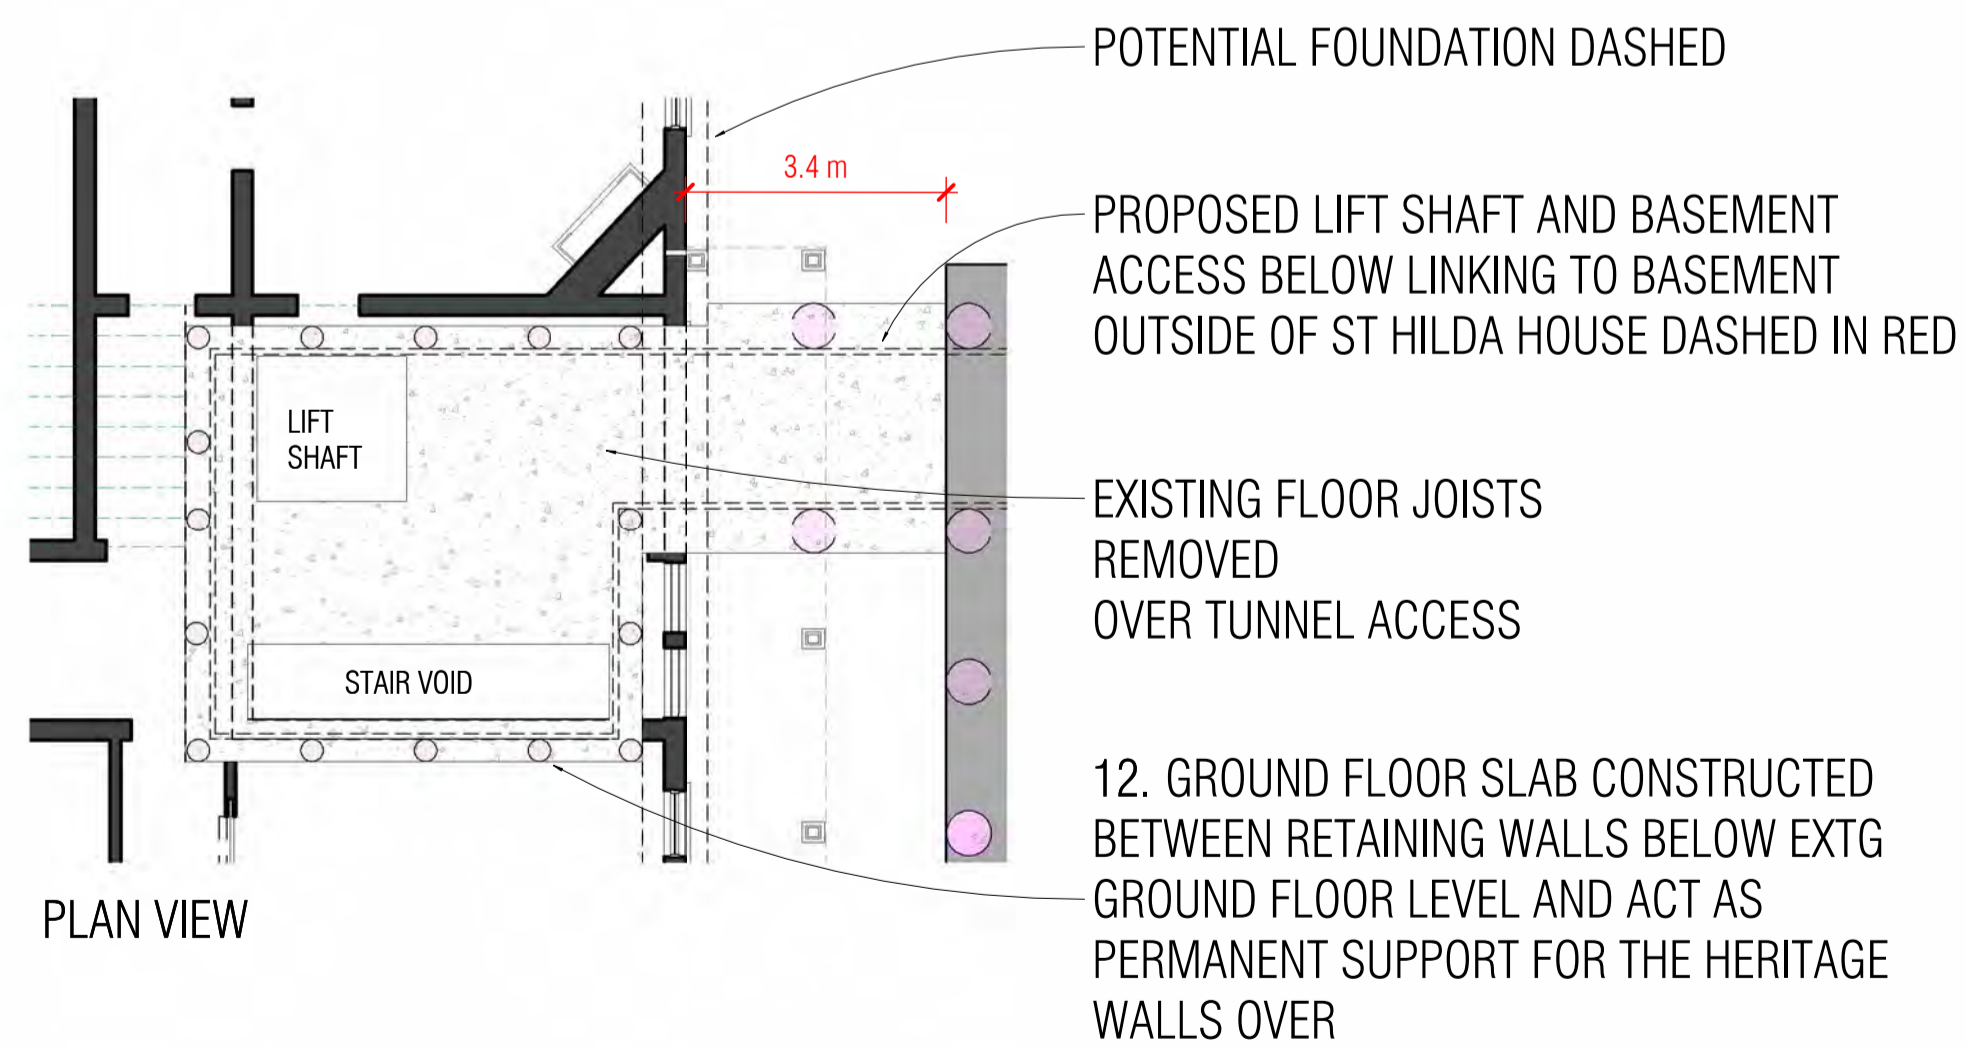 POTENTIAL FOUNDATION DASHED
3.4 m
PROPOSED LIFT SHAFT AND BASEMENT
ACCESS BELOW LINKING TO BASEMENT
OUTSIDE OF ST HILDA HOUSE DASHED IN RED
LIFT
SHAFT
EXISTING FLOOR JOISTS
REMOVED
OVER TUNNEL ACCESS
STAIR VOID
12. GROUND FLOOR SLAB CONSTRUCTED
BETWEEN RETAINING WALLS BELOW EXTG
GROUND FLOOR LEVEL AND ACT AS
PERMANENT SUPPORT FOR THE HERITAGE
WALLS OVER
PLAN VIEW